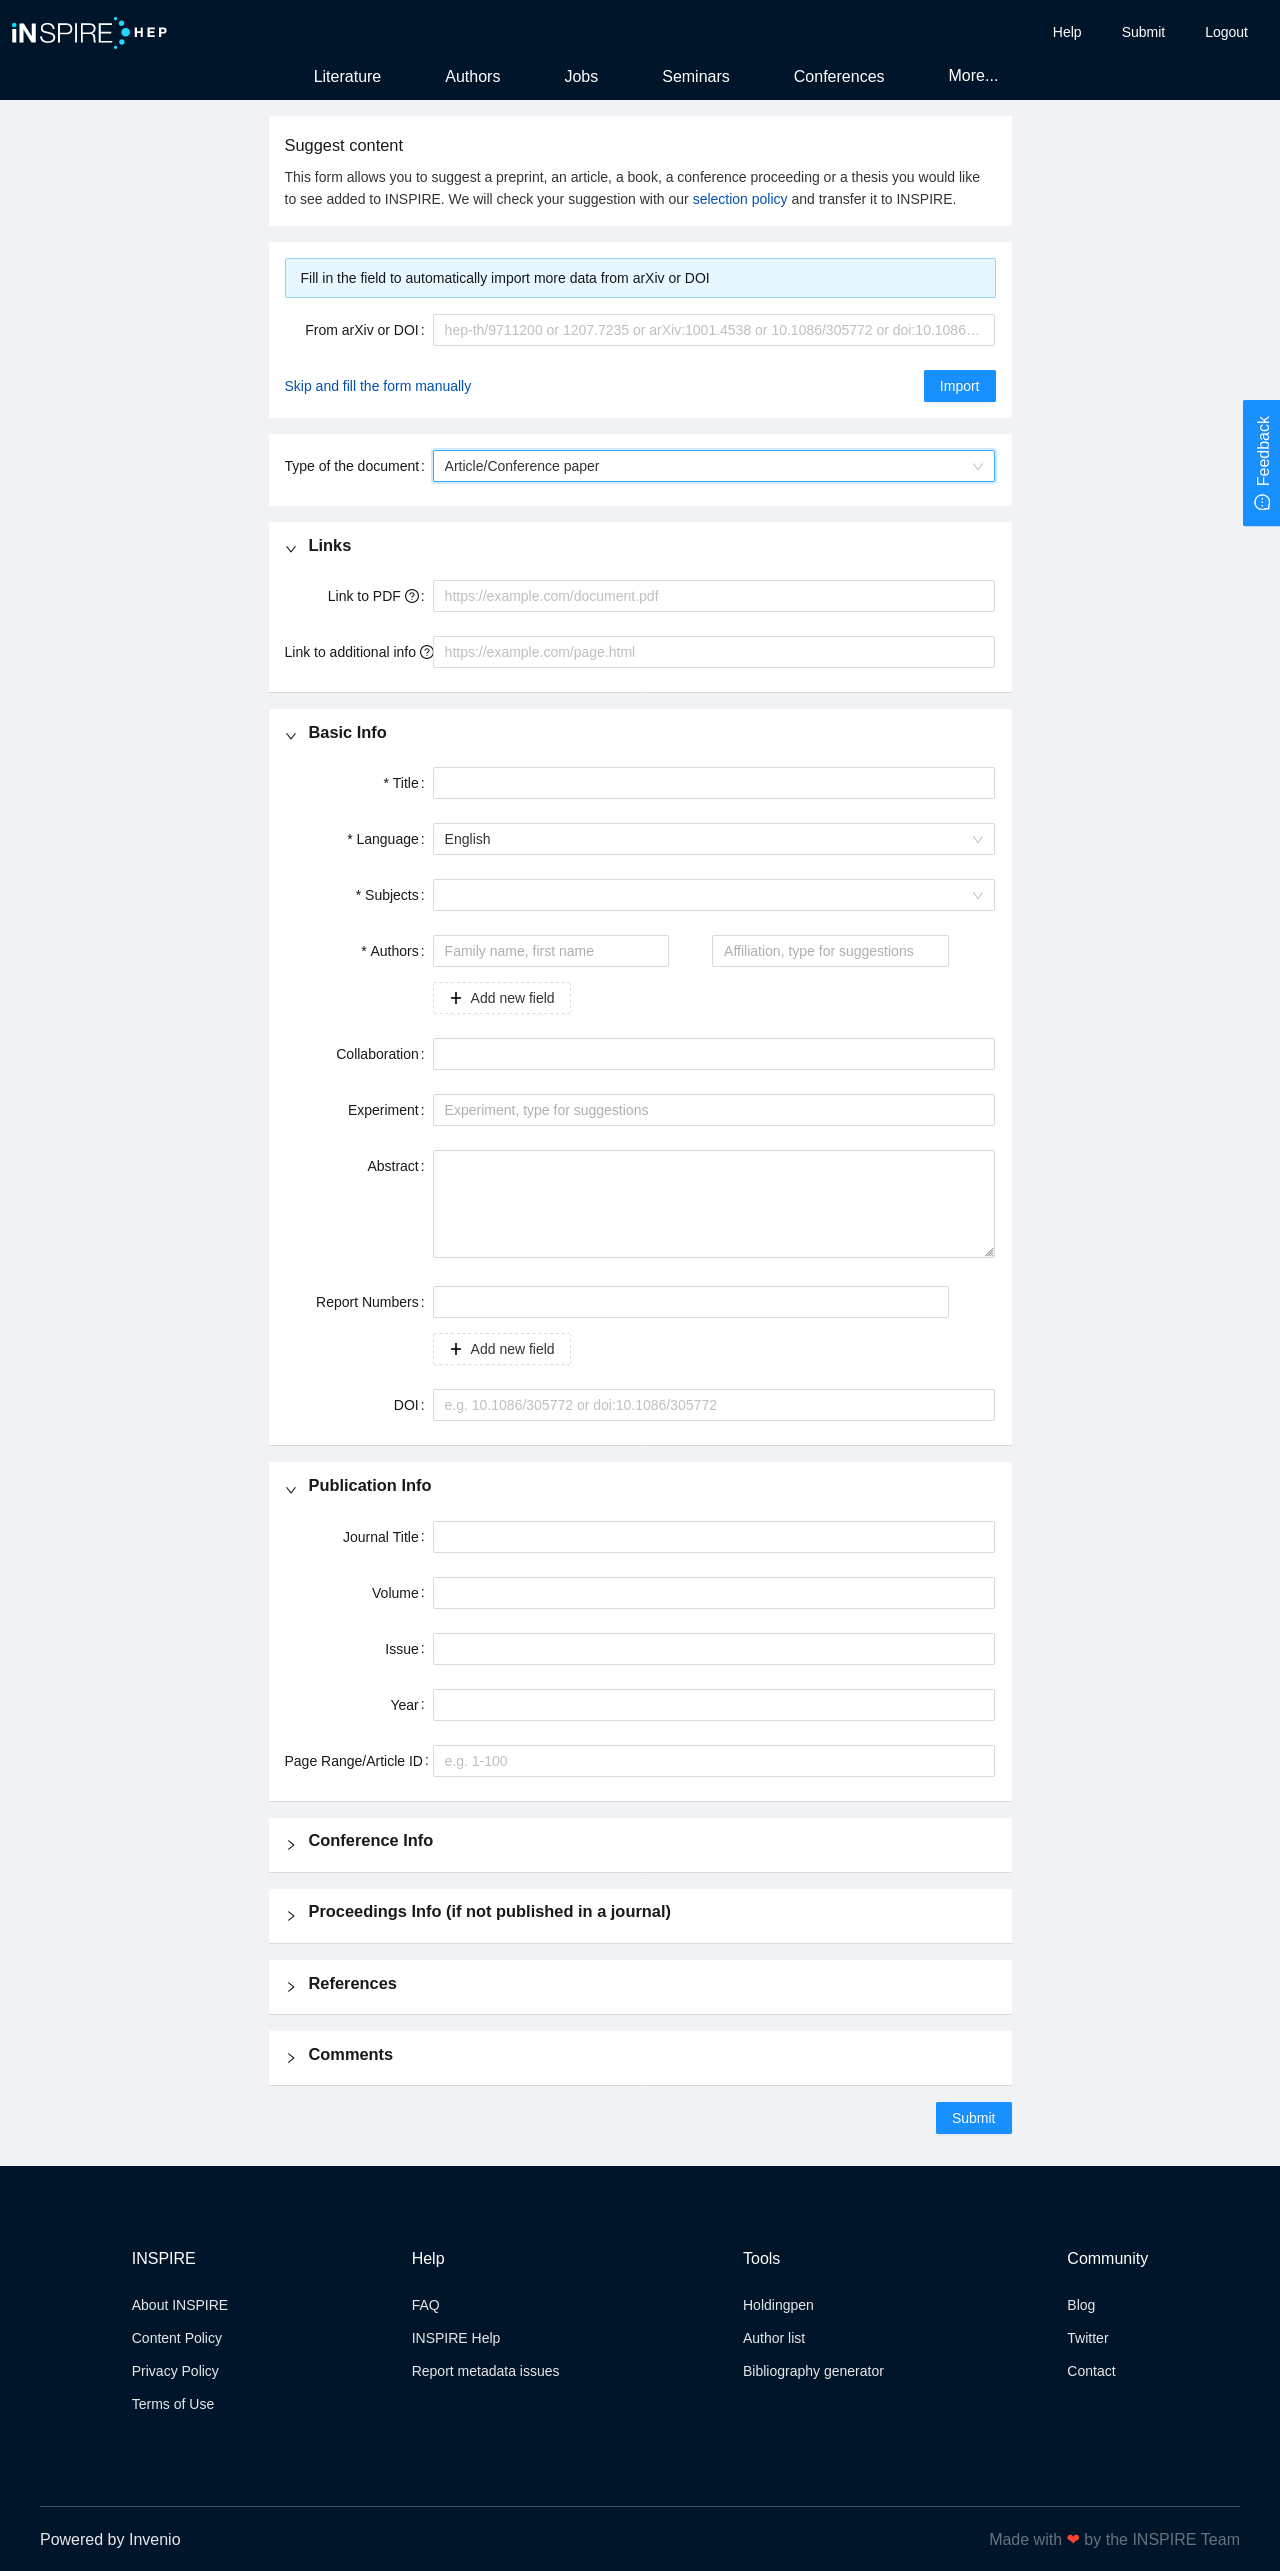 iNSPIRE HEP
Help Submit Logout
Literature Authors Jobs Seminars Conferences More...
Suggest content
This form allows you to suggest a preprint, an article, a book, a conference proceeding or a thesis you would like
to see added to INSPIRE. We will check your suggestion with our selection policy and transfer it to INSPIRE.
Fill in the field to automatically import more data from arXiv or DOI
From arXiv or DOI: hep-th/9711200 or 1207.7235 or arXiv:1001.4538 or 10.1086/305772 or doi:10.1086…
Skip and fill the form manually Import
Feedback
Type of the document: Article/Conference paper
Links
Link to PDF : https://example.com/document.pdf
Link to additional info https://example.com/page.html
Basic Info
* Title:
* Language: English
* Subjects:
* Authors: Family name, first name Affiliation, type for suggestions
+ Add new field
Collaboration:
Experiment: Experiment, type for suggestions
Abstract:
Report Numbers:
+ Add new field
DOI: e.g. 10.1086/305772 or doi:10.1086/305772
Publication Info
Journal Title:
Volume:
Issue:
Year:
Page Range/Article ID: e.g. 1-100
Conference Info
Proceedings Info (if not published in a journal)
References
Comments
Submit
INSPIRE Help Tools Community
About INSPIRE FAQ Holdingpen Blog
Content Policy INSPIRE Help Author list Twitter
Privacy Policy Report metadata issues Bibliography generator Contact
Terms of Use
Powered by Invenio Made with ❤ by the INSPIRE Team